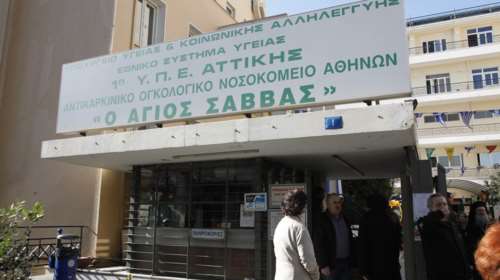 ΥΠΟΥΡΓΕΙΟ ΥΓΕΙΑΣ & ΚΟΙΝΩΝΙΚΗΣ ΑΛΛΗΛΕΓΓΥΗΣ
ΕΘΝΙΚΟ ΣΥΣΤΗΜΑ ΥΓΕΙΑΣ
1η Υ.Π.Ε. ΑΤΤΙΚΗΣ
ΑΝΤΙΚΑΡΚΙΝΙΚΟ ΟΓΚΟΛΟΓΙΚΟ ΝΟΣΟΚΟΜΕΙΟ ΑΘΗΝΩΝ
“Ο ΑΓΙΟΣ ΣΑΒΒΑΣ”